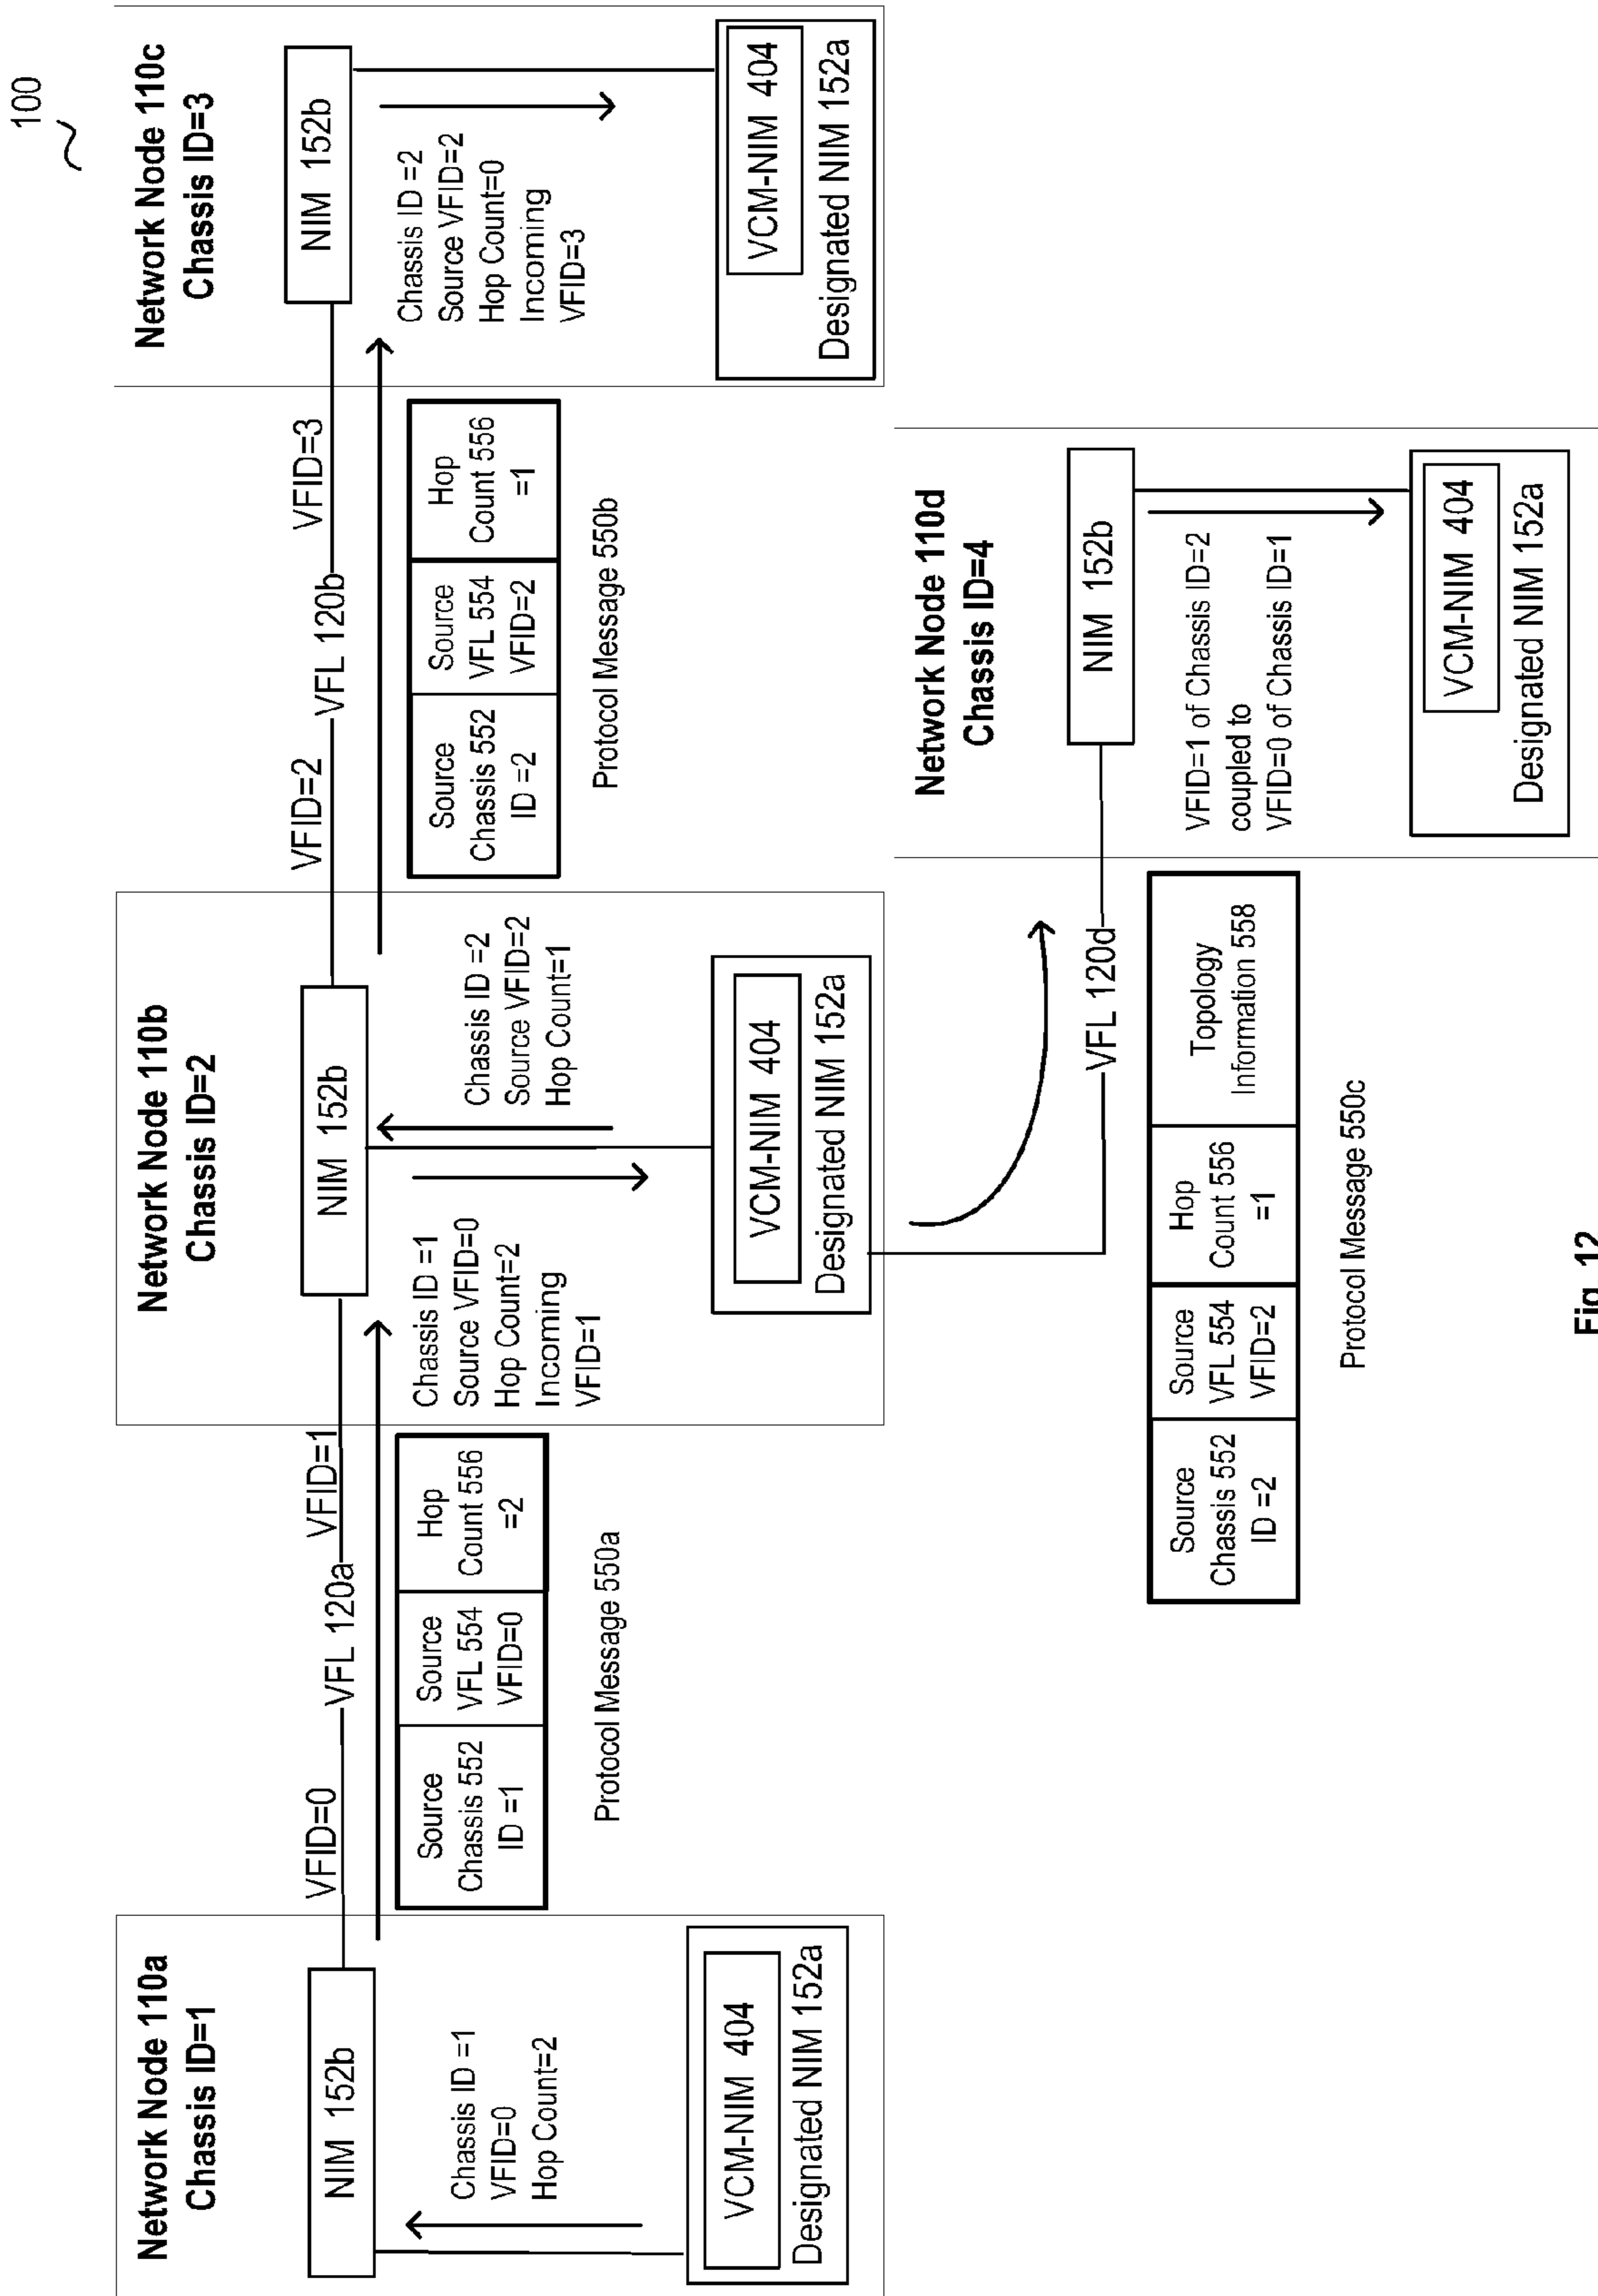 100
Network Node 110a
Chassis ID=1
NIM 152b
Chassis ID =1
VFID=0
Hop Count=2
VCM-NIM 404
Designated NIM 152a
VFID=0
VFL 120a
VFID=1
Source
Chassis 552
ID =1
Source
VFL 554
VFID=0
Hop
Count 556
=2
Protocol Message 550a
Network Node 110b
Chassis ID=2
NIM 152b
Chassis ID =1
Source VFID=0
Hop Count=2
Incoming
VFID=1
Chassis ID =2
Source VFID=2
Hop Count=1
VCM-NIM 404
Designated NIM 152a
VFID=2
VFL 120b
VFID=3
Source
Chassis 552
ID =2
Source
VFL 554
VFID=2
Hop
Count 556
=1
Protocol Message 550b
Network Node 110c
Chassis ID=3
NIM 152b
Chassis ID =2
Source VFID=2
Hop Count=0
Incoming
VFID=3
VCM-NIM 404
Designated NIM 152a
VFL 120d
Source
Chassis 552
ID =2
Source
VFL 554
VFID=2
Hop
Count 556
=1
Topology
Information 558
Protocol Message 550c
Network Node 110d
Chassis ID=4
NIM 152b
VFID=1 of Chassis ID=2
coupled to
VFID=0 of Chassis ID=1
VCM-NIM 404
Designated NIM 152a
Fig. 12